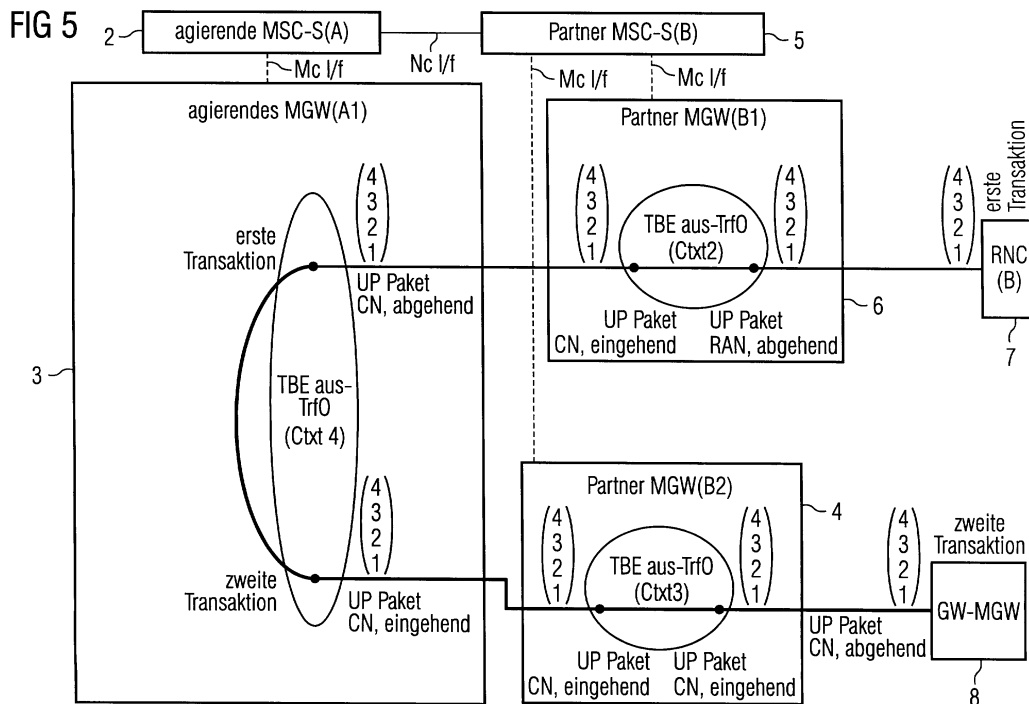 FIG 5
2
agierende MSC-S(A)
Nc I/f
Partner MSC-S(B)
5
Mc I/f
Mc I/f
Mc I/f
agierendes MGW(A1)
3
erste
Transaktion
4
3
2
1
UP Paket
CN, abgehend
TBE aus-
TrfO
(Ctxt 4)
4
3
2
1
zweite
Transaktion
UP Paket
CN, eingehend
Partner MGW(B1)
4
3
2
1
TBE aus-TrfO
(Ctxt2)
4
3
2
1
UP Paket
CN, eingehend
UP Paket
RAN, abgehend
6
4
3
2
1
erste
Transaktion
RNC
(B)
7
Partner MGW(B2)
4
4
3
2
1
TBE aus-TrfO
(Ctxt3)
4
3
2
1
UP Paket
CN, eingehend
UP Paket
CN, eingehend
4
3
2
1
UP Paket
CN, abgehend
zweite
Transaktion
GW-MGW
8